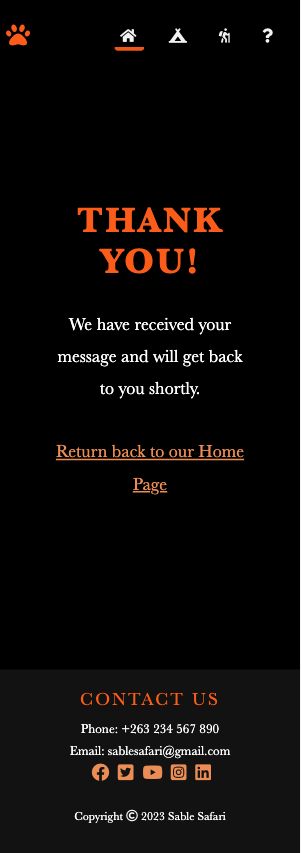 THANK
YOU!
We have received your
message and will get back
to you shortly.
Return back to our Home
Page
CONTACT US
Phone: +263 234 567 890
Email: sablesafari@gmail.com
Copyright © 2023 Sable Safari